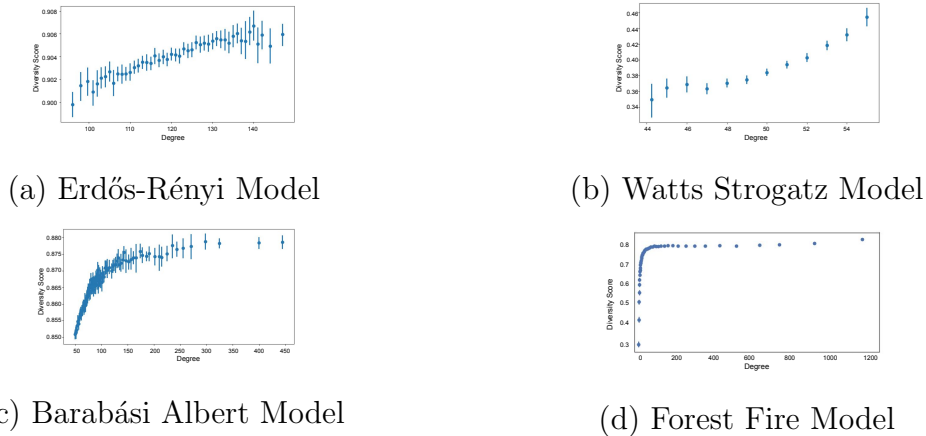 0.908
0.906
0.904
0.902
0.900
Diversity Score
100 110 120 130 140
Degree
0.46
0.44
0.42
0.40
0.38
0.36
0.34
Diversity Score
44 46 48 50 52 54
Degree
(a) Erdős-Rényi Model
(b) Watts Strogatz Model
0.880
0.875
0.870
0.865
0.860
0.855
0.850
Diversity Score
50 100 150 200 250 300 350 400 450
Degree
0.8
0.7
0.6
0.5
0.4
0.3
Diversity Score
0 200 400 600 800 1000 1200
Degree
c) Barabási Albert Model
(d) Forest Fire Model